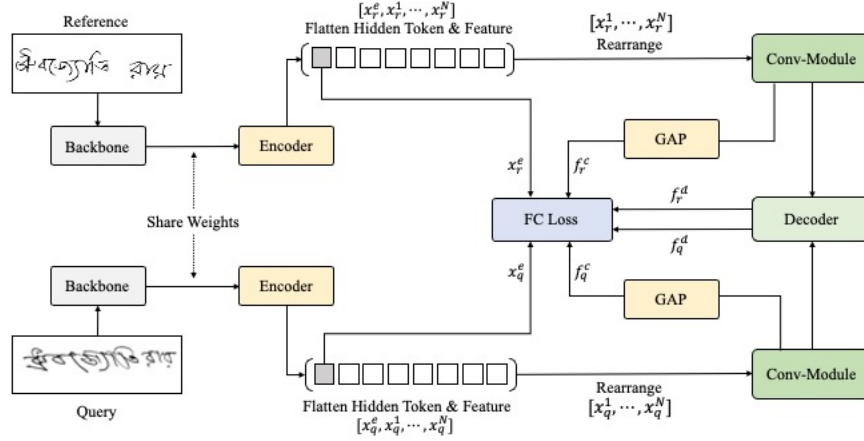 Reference
[x_r^e, x_r^1, ⋯, x_r^N]
Flatten Hidden Token & Feature
[x_r^1, ⋯, x_r^N]
Rearrange
Conv-Module
ধ্রুবজ্যোতি রায়
Backbone
Encoder
GAP
x_r^e
f_r^c
f_r^d
Share Weights
FC Loss
Decoder
f_q^d
x_q^e
f_q^c
Backbone
Encoder
GAP
ধ্রুবজ্যোতি রায়
Conv-Module
Query
Flatten Hidden Token & Feature
[x_q^e, x_q^1, ⋯, x_q^N]
Rearrange
[x_q^1, ⋯, x_q^N]